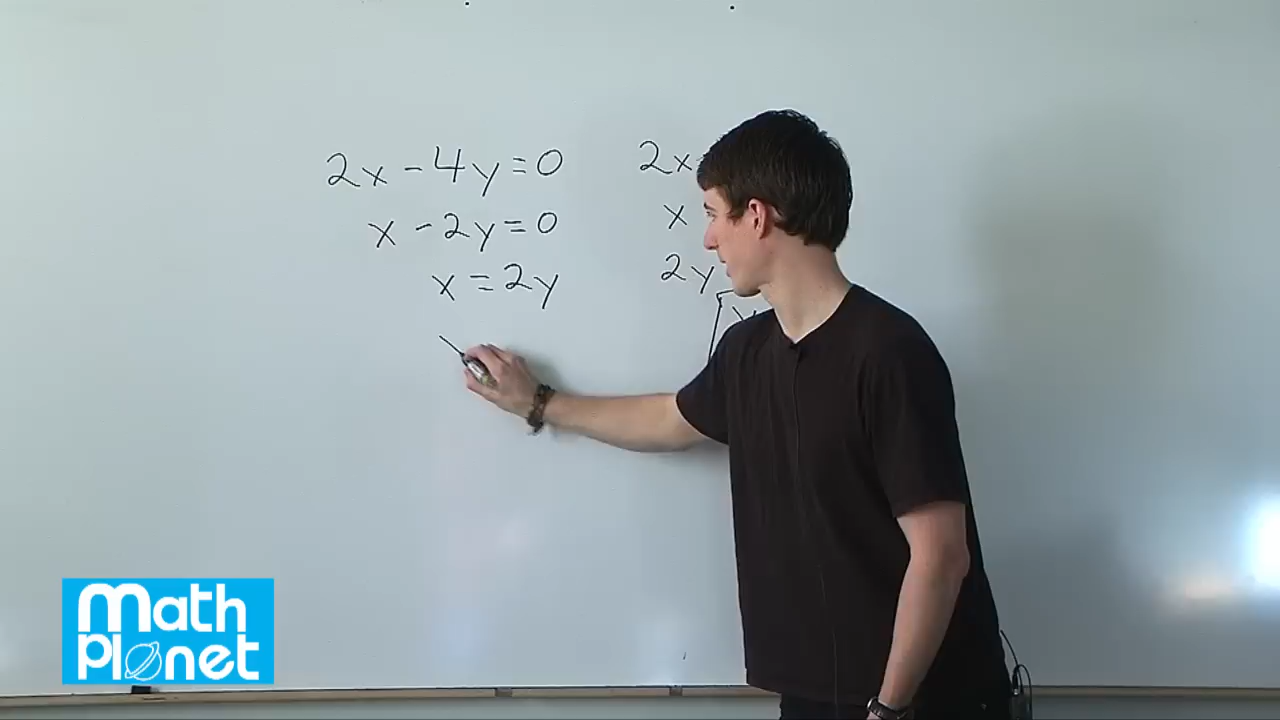 2x - 4y = 0
x - 2y = 0
x = 2y
2x
x
2y
Math
Planet